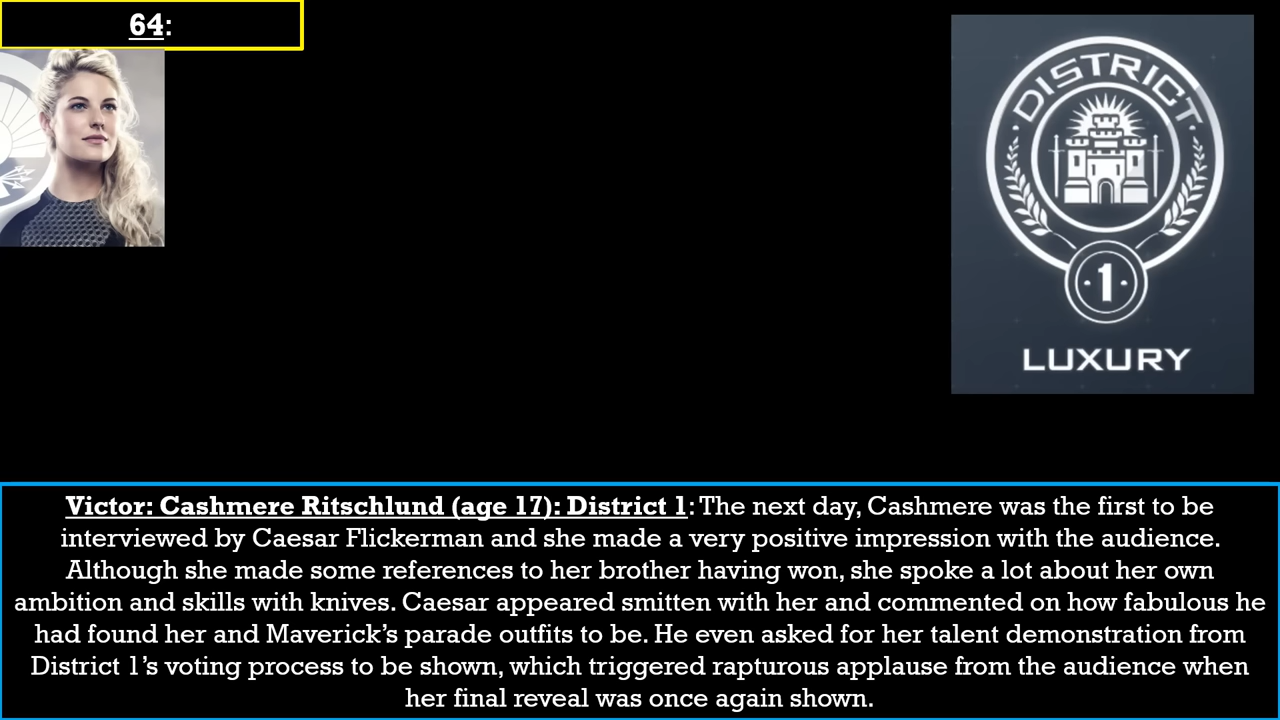 64:
DISTRICT
1
LUXURY
Victor: Cashmere Ritschlund (age 17): District 1: The next day, Cashmere was the first to be
interviewed by Caesar Flickerman and she made a very positive impression with the audience.
Although she made some references to her brother having won, she spoke a lot about her own
ambition and skills with knives. Caesar appeared smitten with her and commented on how fabulous he
had found her and Maverick’s parade outfits to be. He even asked for her talent demonstration from
District 1’s voting process to be shown, which triggered rapturous applause from the audience when
her final reveal was once again shown.